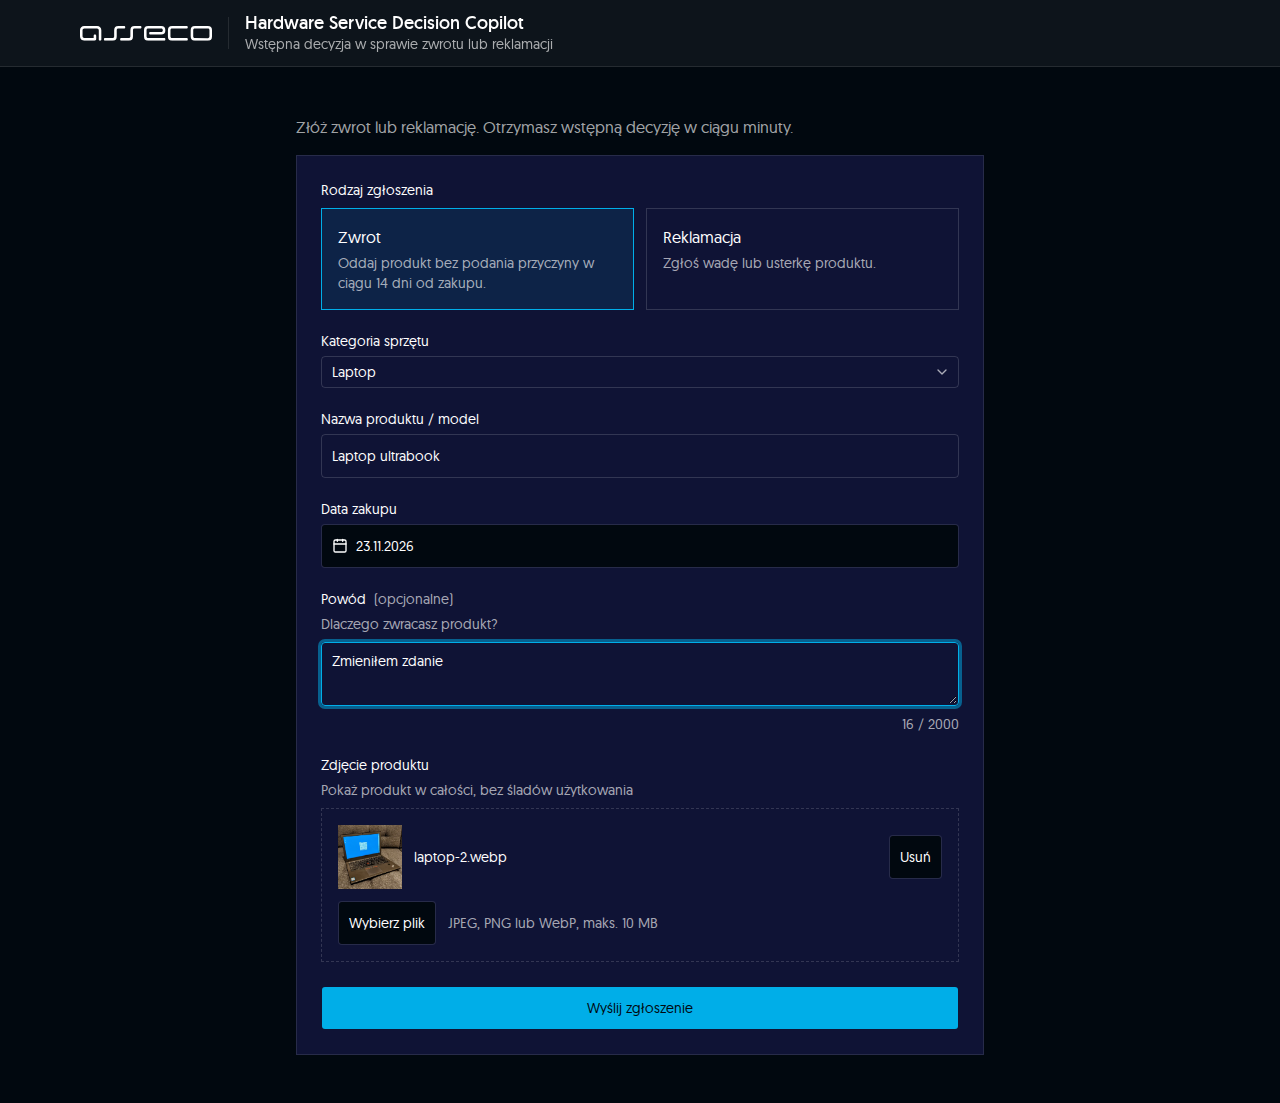 asseco
Hardware Service Decision Copilot
Wstępna decyzja w sprawie zwrotu lub reklamacji
Złóż zwrot lub reklamację. Otrzymasz wstępną decyzję w ciągu minuty.
Rodzaj zgłoszenia
Zwrot
Oddaj produkt bez podania przyczyny w
ciągu 14 dni od zakupu.
Reklamacja
Zgłoś wadę lub usterkę produktu.
Kategoria sprzętu
Laptop
Nazwa produktu / model
Laptop ultrabook
Data zakupu
23.11.2026
Powód (opcjonalne)
Dlaczego zwracasz produkt?
Zmieniłem zdanie
16 / 2000
Zdjęcie produktu
Pokaż produkt w całości, bez śladów użytkowania
laptop-2.webp
Usuń
Wybierz plik
JPEG, PNG lub WebP, maks. 10 MB
Wyślij zgłoszenie